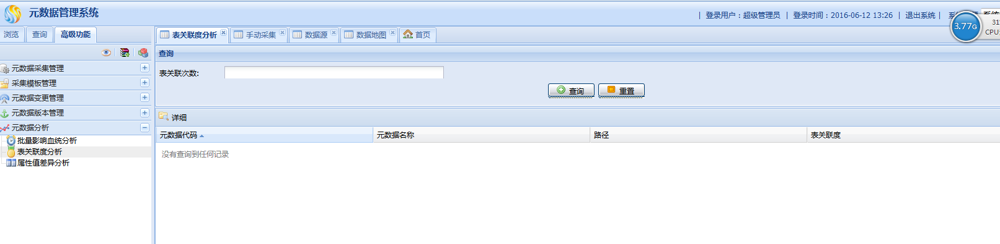 元数据管理系统
| 登录用户：超级管理员 | 登录时间：2016-06-12 13:26 | 退出系统 |
3.77G
CPU
浏览 查询 高级功能
表关联度分析 手动采集 数据源 数据地图 首页
元数据采集管理
采集模板管理
元数据变更管理
元数据版本管理
元数据分析
批量影响血统分析
表关联度分析
属性值差异分析
查询
表关联次数:
查询 重置
详细
元数据代码 元数据名称 路径 表关联度
没有查询到任何记录